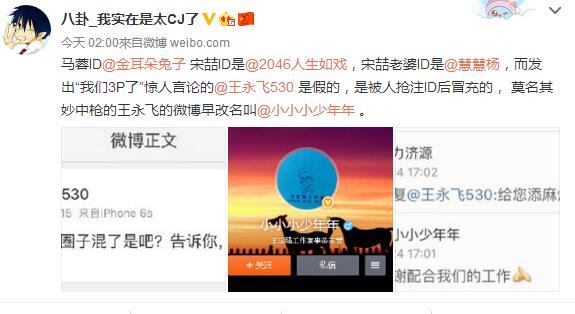 八卦_我实在是太CJ了
今天 02:00来自微博 weibo.com
马蓉ID@金耳朵兔子 宋喆ID是@2046人生如戏，宋喆老婆ID是@慧慧杨，而发
出“我们3P了”惊人言论的@王永飞530 是假的，是被人抢注ID后冒充的， 莫名其
妙中枪的王永飞的微博早改名叫@小小小少年年 。
微博正文
530
15 来自iPhone 6s
圈子混了是吧？告诉你，
小小小少年年
+ 关注
私信
力济源
24 17:02
夏@王永飞530:给您添麻
小小少年年
24 17:01
谢配合我们的工作